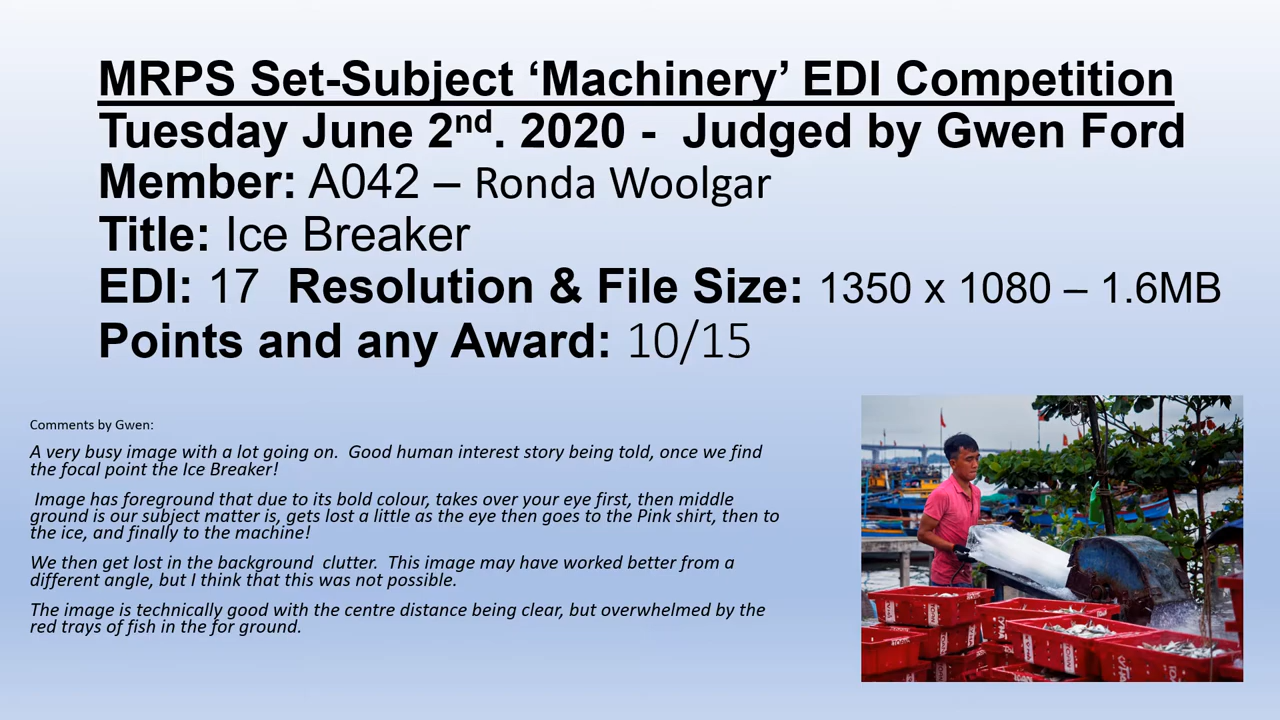 MRPS Set-Subject ‘Machinery’ EDI Competition
Tuesday June 2nd. 2020 - Judged by Gwen Ford
Member: A042 – Ronda Woolgar
Title: Ice Breaker
EDI: 17 Resolution & File Size: 1350 x 1080 – 1.6MB
Points and any Award: 10/15
Comments by Gwen:
A very busy image with a lot going on. Good human interest story being told, once we find
the focal point the Ice Breaker!
Image has foreground that due to its bold colour, takes over your eye first, then middle
ground is our subject matter is, gets lost a little as the eye then goes to the Pink shirt, then to
the ice, and finally to the machine!
We then get lost in the background clutter. This image may have worked better from a
different angle, but I think that this was not possible.
The image is technically good with the centre distance being clear, but overwhelmed by the
red trays of fish in the for ground.